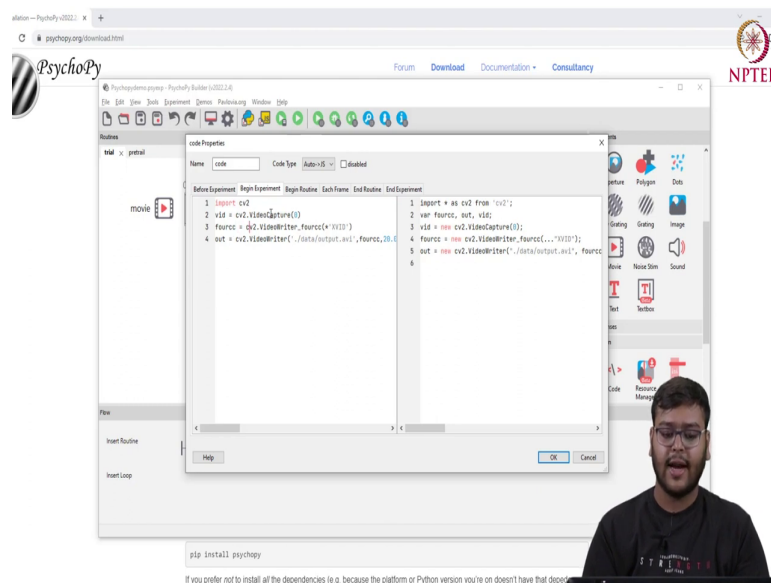 allation — PsychoPy v2022.2. × +
psychopy.org/download.html
PsychoPy
Forum Download Documentation Consultancy
NPTEL
Psychopydemo.psyexp - PsychoPy Builder (v2022.2.4)
File Edit View Tools Experiment Demos Pavlovia.org Window Help
Routines
trial × pretrail
movie
code Properties X
Name code Code Type Auto->JS disabled
Before Experiment Begin Experiment Begin Routine Each Frame End Routine End Experiment
1 import cv2
2 vid = cv2.VideoCapture(0)
3 fourcc = cv2.VideoWriter_fourcc(*'XVID')
4 out = cv2.VideoWriter('./data/output.avi',fourcc,20.0
1 import * as cv2 from 'cv2';
2 var fourcc, out, vid;
3 vid = new cv2.VideoCapture(0);
4 fourcc = new cv2.VideoWriter_fourcc(..."XVID");
5 out = new cv2.VideoWriter("./data/output.avi", fourcc
6
Help OK Cancel
perture Polygon Dots
Grating Grating Image
Movie Noise Stim Sound
Text Textbox
Code Resource Manage
Flow
Insert Routine
Insert Loop
pip install psychopy
If you prefer not to install all the dependencies (e.g. because the platform or Python version you're on doesn't have that depend
STRENGTH